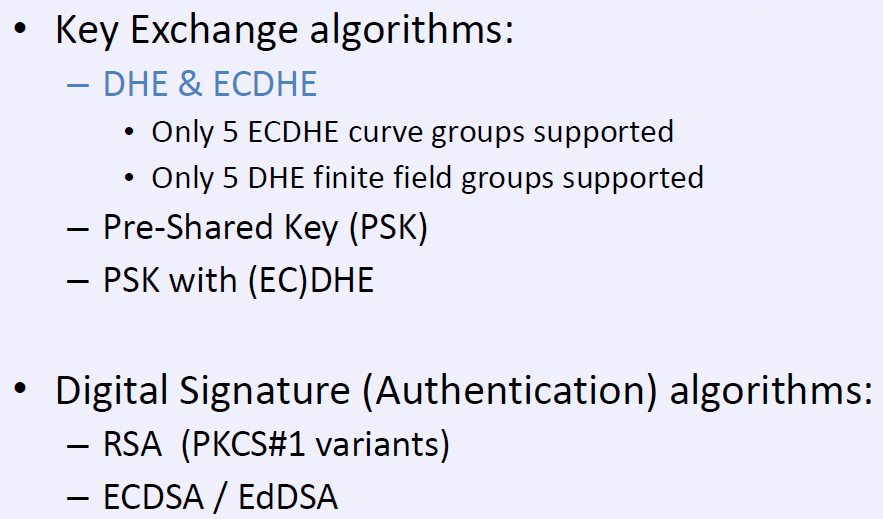 • Key Exchange algorithms:
– DHE & ECDHE
• Only 5 ECDHE curve groups supported
• Only 5 DHE finite field groups supported
– Pre-Shared Key (PSK)
– PSK with (EC)DHE
• Digital Signature (Authentication) algorithms:
– RSA (PKCS#1 variants)
– ECDSA / EdDSA